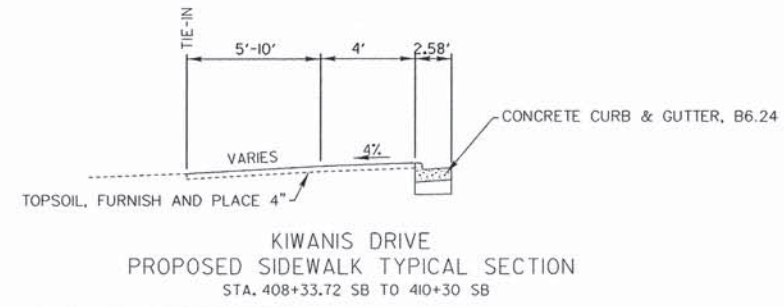 TIE-IN
5'-10' 4' 2.58'
CONCRETE CURB & GUTTER, B6.24
VARIES 4%
TOPSOIL, FURNISH AND PLACE 4"
KIWANIS DRIVE
PROPOSED SIDEWALK TYPICAL SECTION
STA. 408+33.72 SB TO 410+30 SB